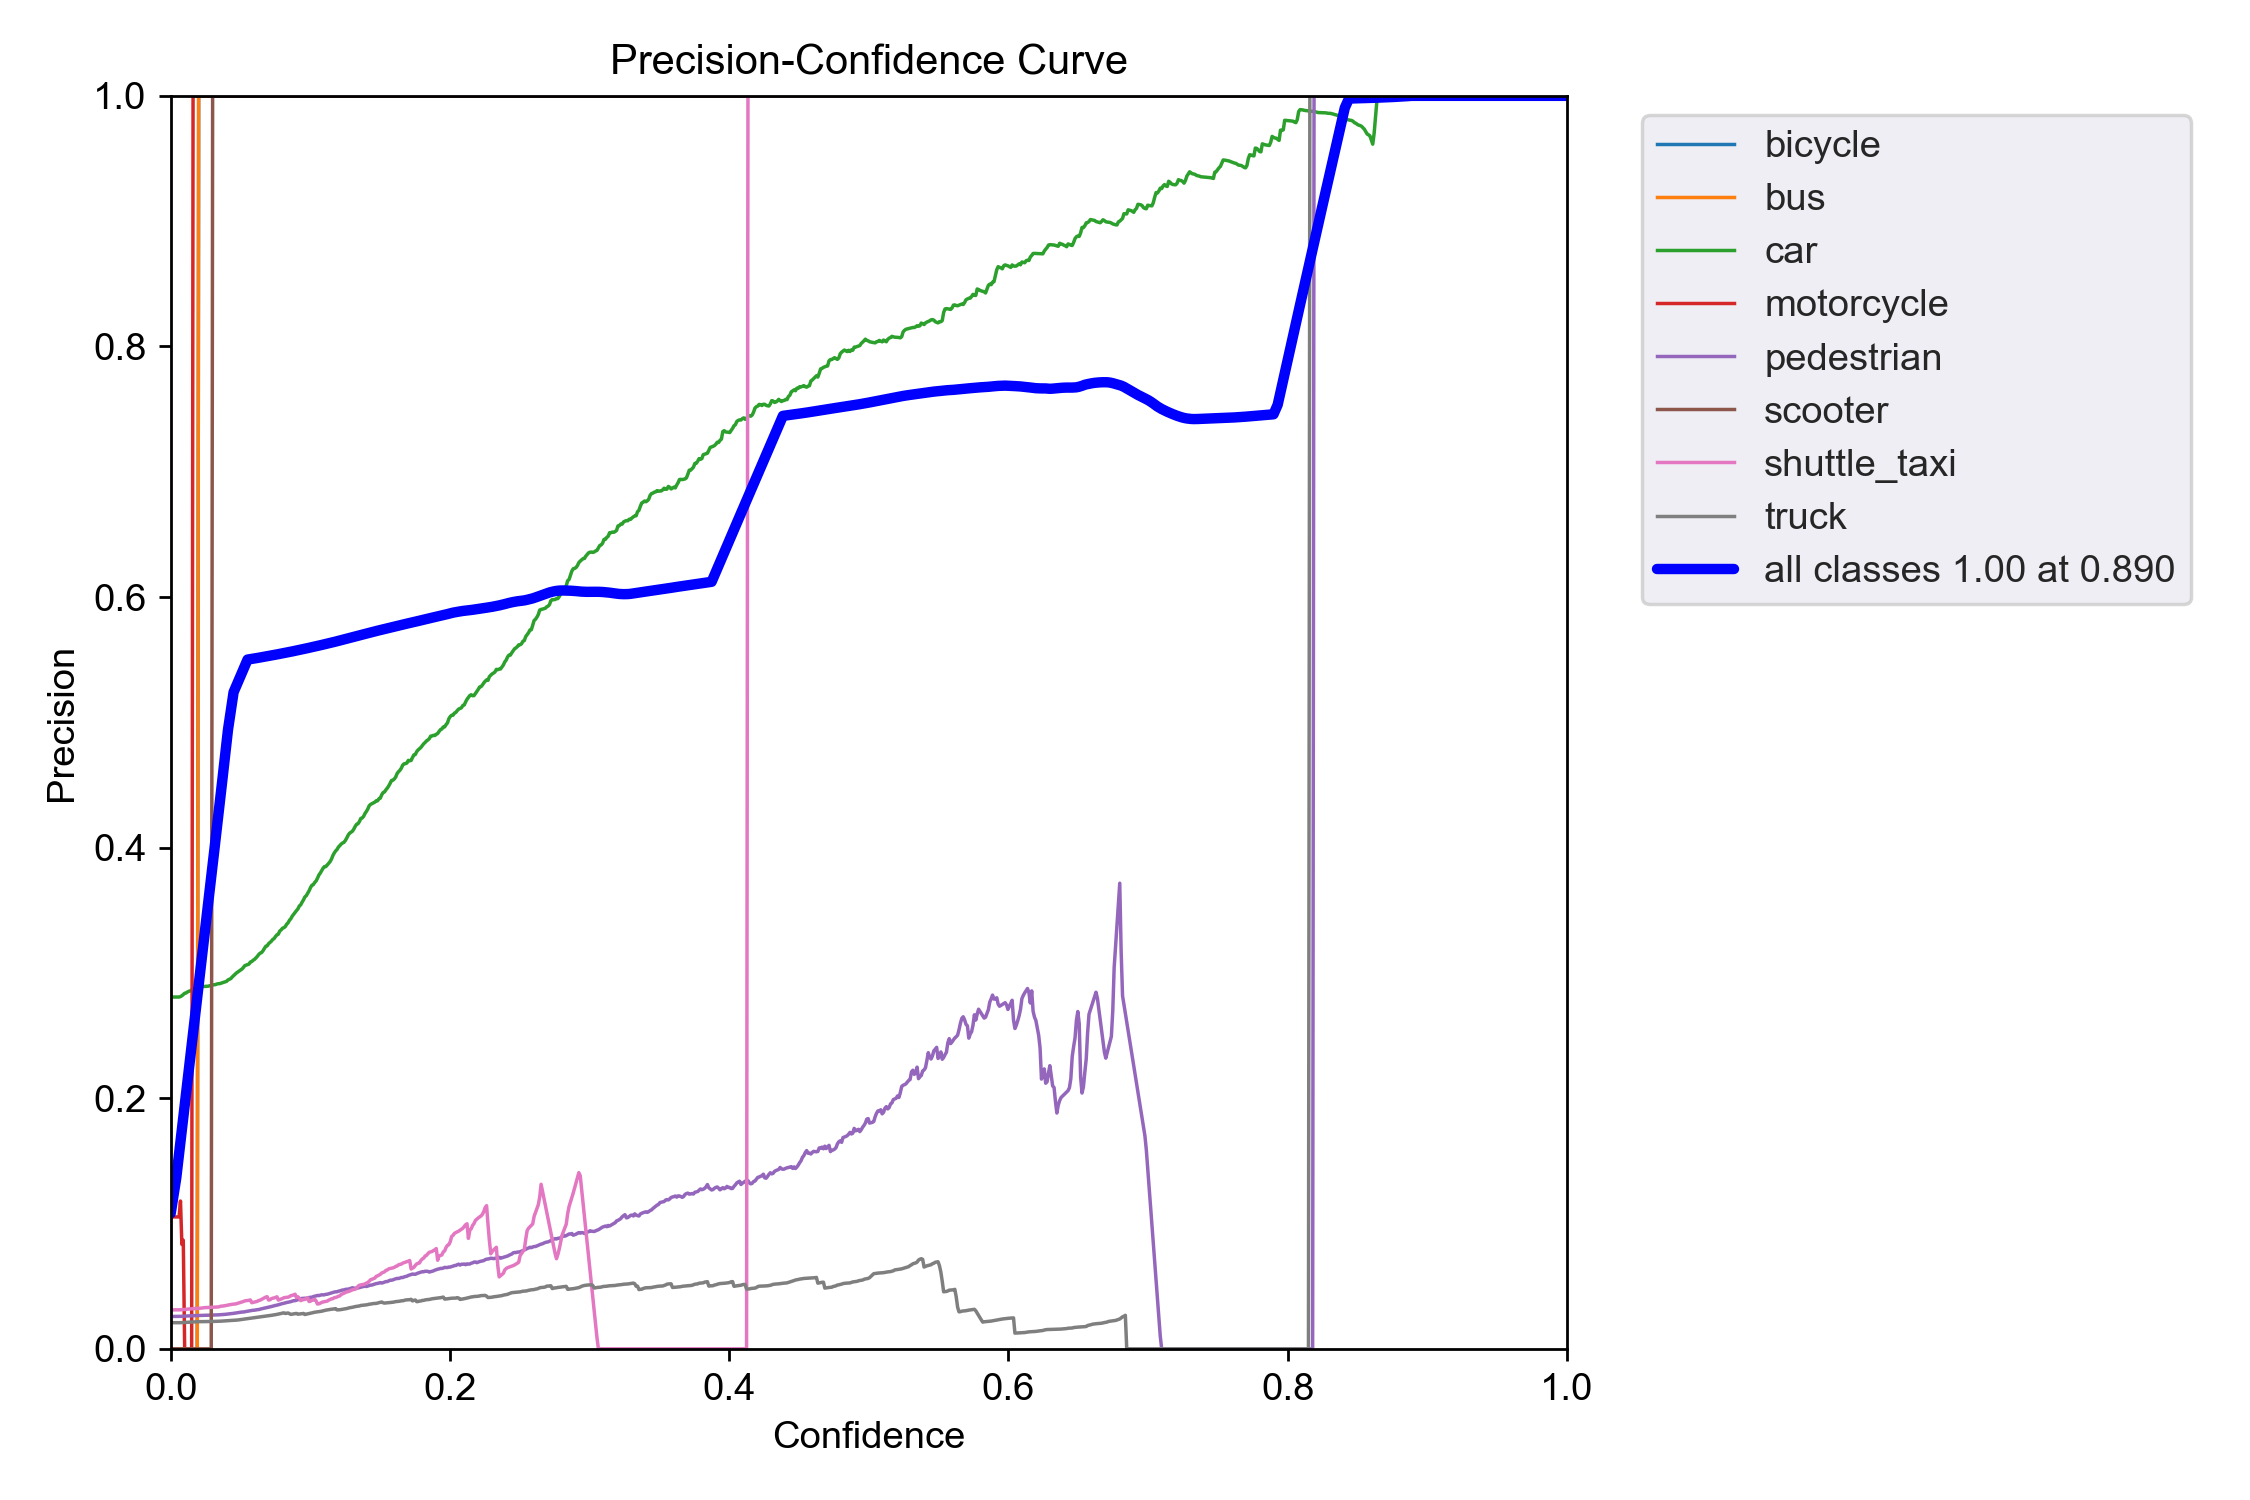 Precision-Confidence Curve
1.0
0.8
0.6
0.4
0.2
0.0
Precision
0.0 0.2 0.4 0.6 0.8 1.0
Confidence
bicycle
bus
car
motorcycle
pedestrian
scooter
shuttle_taxi
truck
all classes 1.00 at 0.890